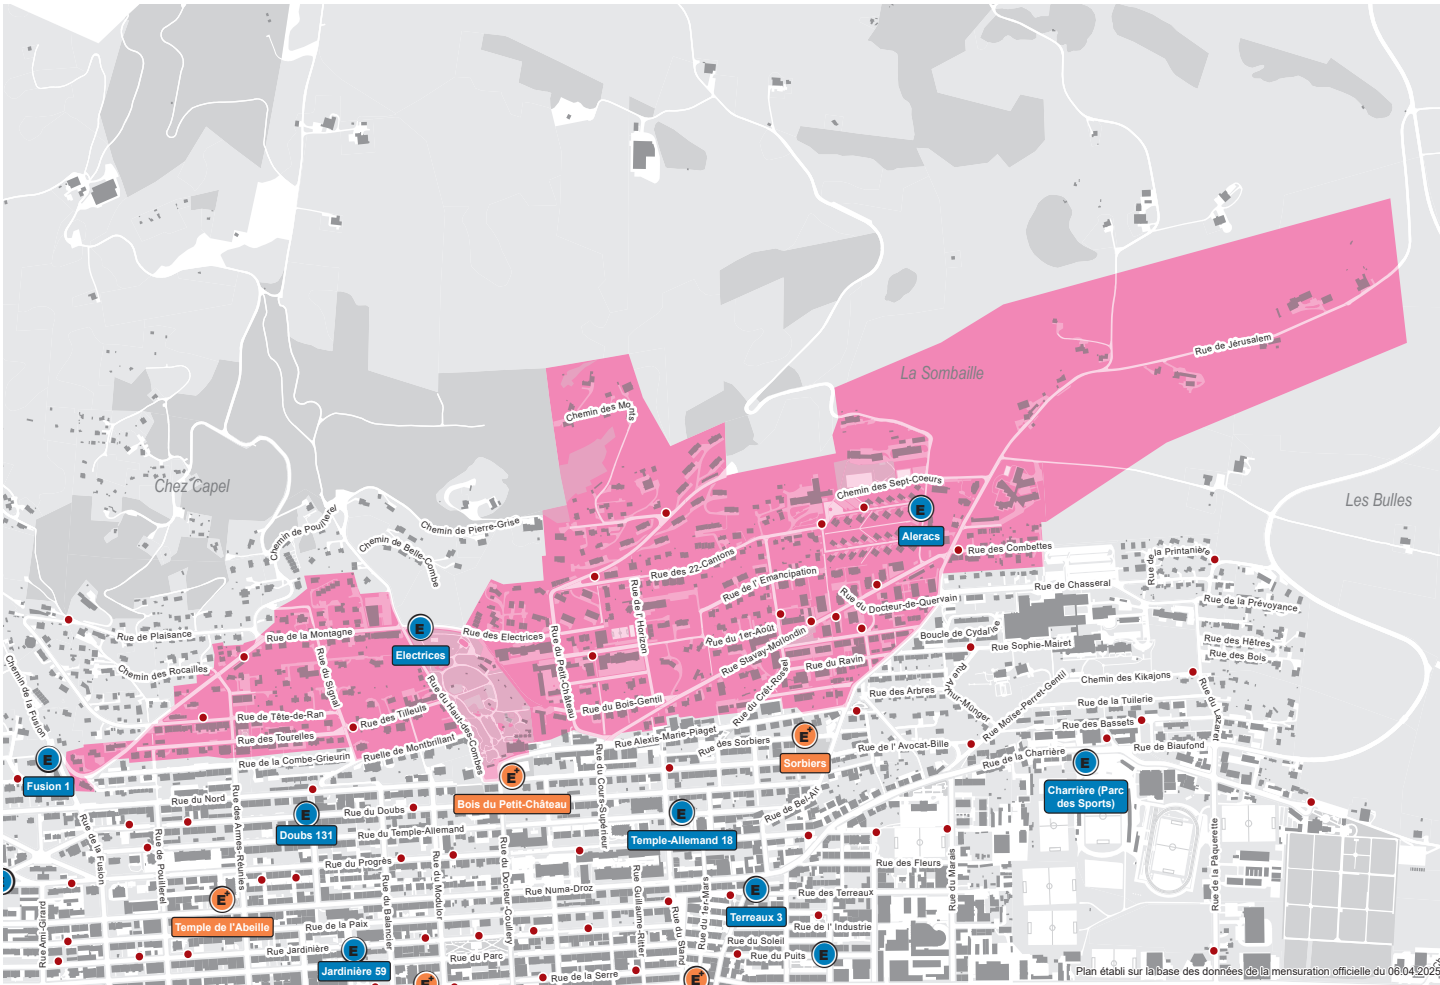 La Sombaille
Rue de Jérusalem
Chemin des Monts
Chez Capel
Les Bulles
Chemin des Sept-Coeurs
E
Aleracs
Chemin de Pierre-Grise
Chemin de Pouillerel
Chemin de Belle-Combe
Rue des Combettes
Rue de la Printanière
Rue des 22-Cantons
Rue de l' Emancipation
Rue de Chasseral
Rue du Docteur-de-Quervain
Rue de la Prévoyance
Rue de l' Horizon
Rue de Plaisance
Rue de la Montagne
E
Electrices
Rue des Electrices
Rue du 1er-Août
Rue Stavay-Mollondin
Boucle de Cydalise
Rue Sophie-Mairet
Rue des Hêtres
Rue des Bois
Chemin des Rocailles
Rue du Signal
Rue du Petit-Château
Rue du Ravin
Rue du Crêt-Rossel
Rue des Arbres
Chemin des Kikajons
Rue de la Tuilerie
Chemin de la Fusion
Rue de Tête-de-Ran
Rue des Tilleuls
Rue du Haut-des-Combes
Rue du Bois-Gentil
Rue Moïse-Perret-Gentil
Rue des Bassets
Rue des Tourelles
Ruelle de Montbrillant
Rue Alexis-Marie-Piaget
Rue des Sorbiers
E+
Sorbiers
Rue de l' Avocat-Bille
Rue de la Charrière
Rue de Biaufond
E
Fusion 1
Rue de la Combe-Grieurin
E+
Bois du Petit-Château
E
Charrière (Parc
des Sports)
Rue du Nord
Rue du Doubs
Rue de Bel-Air
E
Doubs 131
Rue du Temple-Allemand
Rue du Cours-Supérieur
E
Temple-Allemand 18
Rue de la Fusion
Rue de Pouillerel
Rue des Armes-Réunies
Rue du Progrès
Rue des Fleurs
Rue du Marais
Rue de la Pâquerette
E+
Temple de l'Abeille
Rue du Modulor
Rue du Docteur-Coullery
Rue Numa-Droz
Rue Guillaume-Ritter
Rue du 1er-Mars
E
Terreaux 3
Rue des Terreaux
Rue de l' Industrie
Rue Ami-Girard
Rue de la Paix
Rue du Balancier
Rue Jardinière
E
Jardinière 59
Rue du Parc
Rue de la Serre
Rue du Stand
Rue du Soleil
Rue du Puits
E
E+
E+
Plan établi sur la base des données de la mensuration officielle du 06.04.2025